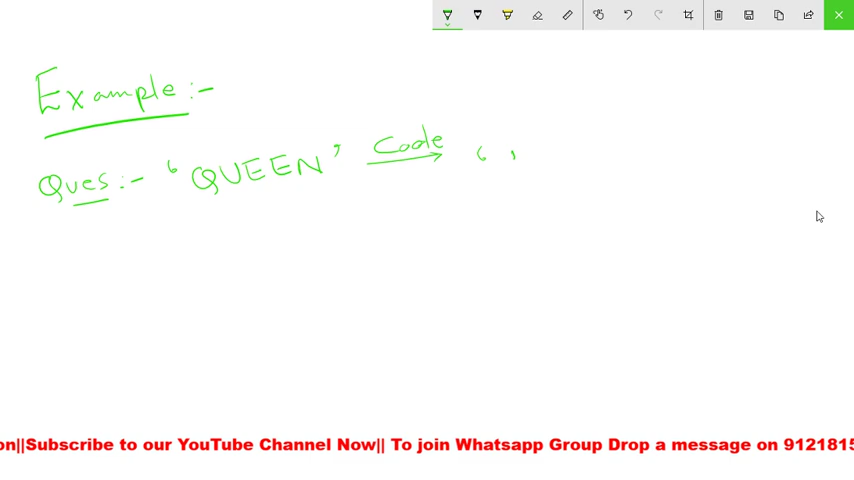 Example:-
Ques:- 'QUEEN' Code ' '
on||Subscribe to our YouTube Channel Now|| To join Whatsapp Group Drop a message on 9121815